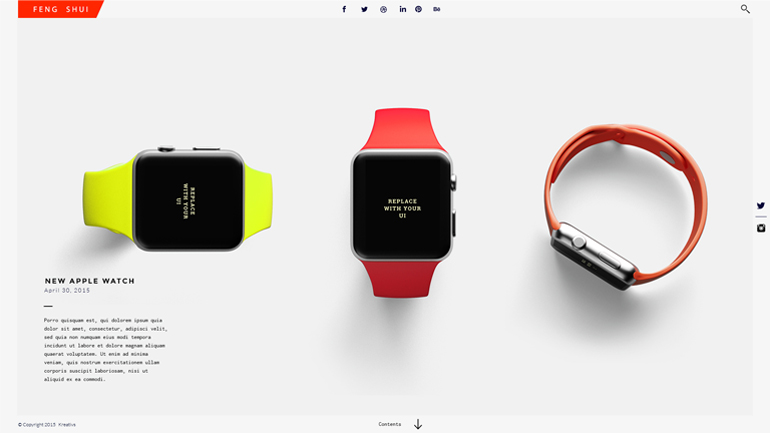 FENG SHUI
Bē
REPLACE
WITH YOUR
UI
REPLACE
WITH YOUR
UI
NEW APPLE WATCH
April 30, 2015
Porro quisquam est, qui dolorem ipsum quia
dolor sit amet, consectetur, adipisci velit,
sed quia non numquam eius modi tempora
incidunt ut labore et dolore magnam aliquam
quaerat voluptatem. Ut enim ad minima
veniam, quis nostrum exercitationem ullam
corporis suscipit laboriosam, nisi ut
aliquid ex ea commodi.
© Copyright 2015 Kreativa
Contents